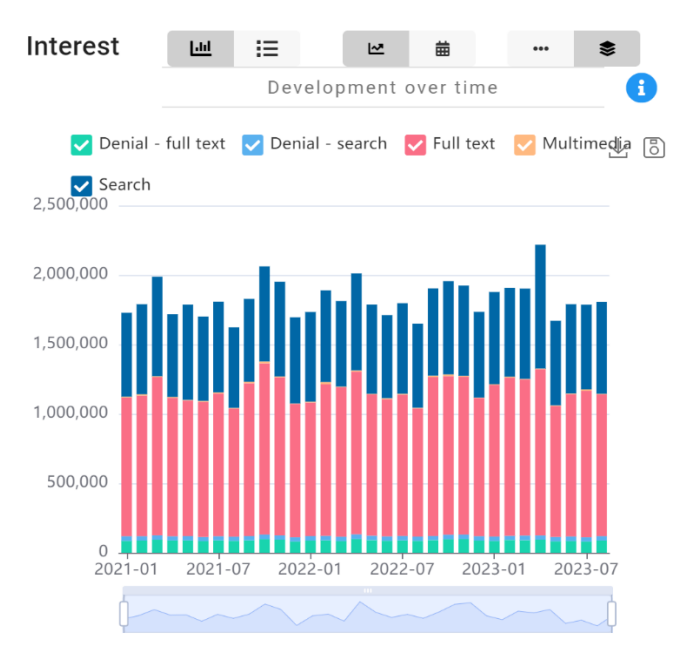 Interest
Development over time
Denial - full text Denial - search Full text Multimedia
Search
2,500,000
2,000,000
1,500,000
1,000,000
500,000
0
2021-01 2021-07 2022-01 2022-07 2023-01 2023-07